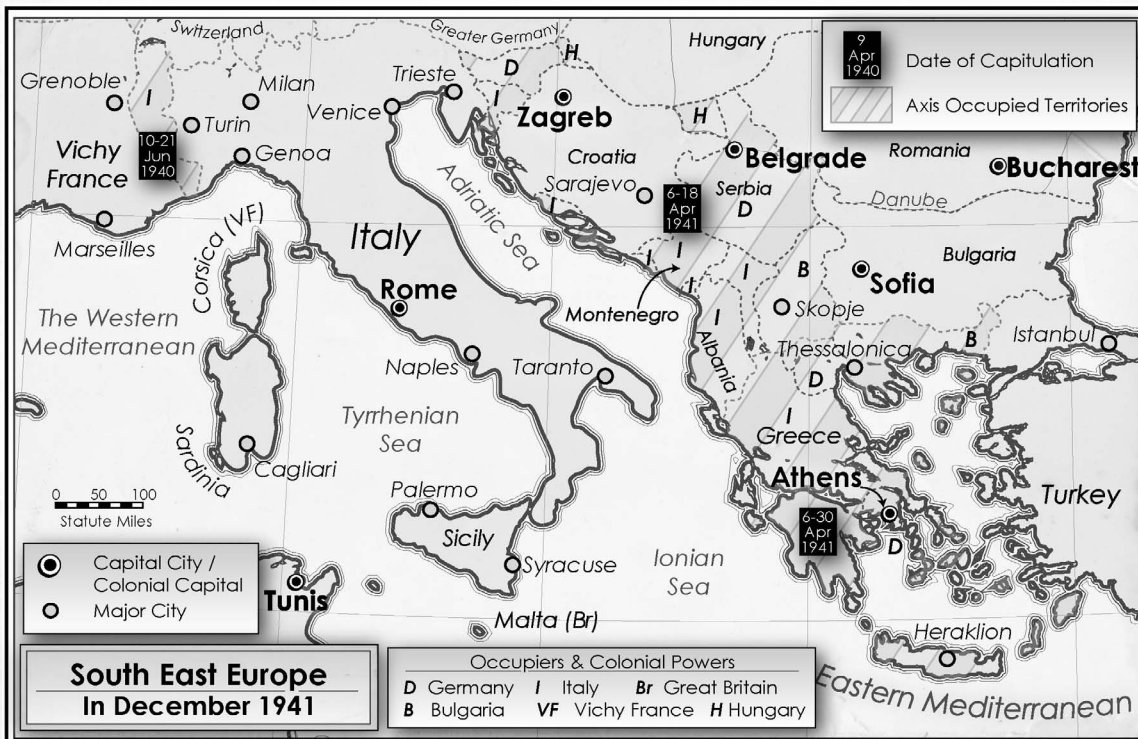 Switzerland
Greater Germany
Hungary
Grenoble
I
Milan
Turin
Venice
Trieste
D
H
I
Zagreb
H
9
Apr
1940
Date of Capitulation
Axis Occupied Territories
Vichy
France
10-21
Jun
1940
Genoa
Croatia
Sarajevo
Belgrade
Romania
Bucharest
Serbia
D
6-18
Apr
1941
Danube
Marseilles
Corsica (VF)
Italy
Adriatic Sea
I
I
I
I
I
B
Bulgaria
Sofia
Rome
Montenegro
I
Skopje
The Western
Mediterranean
Albania
Istanbul
B
Thessalonica
Naples
Taranto
D
Tyrrhenian
Sea
I
Greece
Sardinia
Cagliari
Athens
Turkey
Palermo
Sicily
Syracuse
Ionian
Sea
6-30
Apr
1941
D
0 50 100
Statute Miles
Capital City /
Colonial Capital
Major City
Tunis
Malta (Br)
Heraklion
Eastern Mediterranean
South East Europe
In December 1941
Occupiers & Colonial Powers
D Germany I Italy Br Great Britain
B Bulgaria VF Vichy France H Hungary